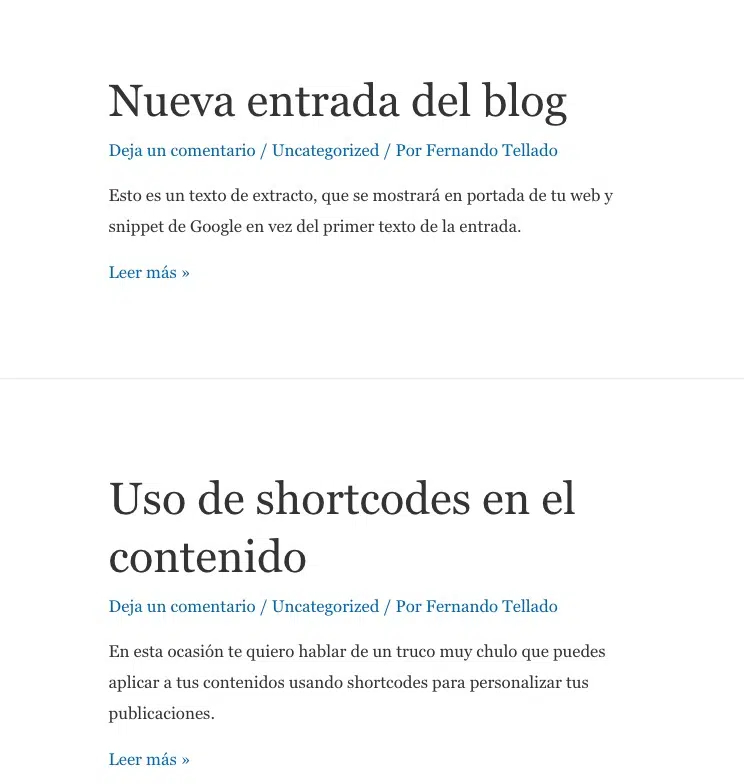 Nueva entrada del blog
Deja un comentario / Uncategorized / Por Fernando Tellado
Esto es un texto de extracto, que se mostrará en portada de tu web y
snippet de Google en vez del primer texto de la entrada.
Leer más »
Uso de shortcodes en el
contenido
Deja un comentario / Uncategorized / Por Fernando Tellado
En esta ocasión te quiero hablar de un truco muy chulo que puedes
aplicar a tus contenidos usando shortcodes para personalizar tus
publicaciones.
Leer más »